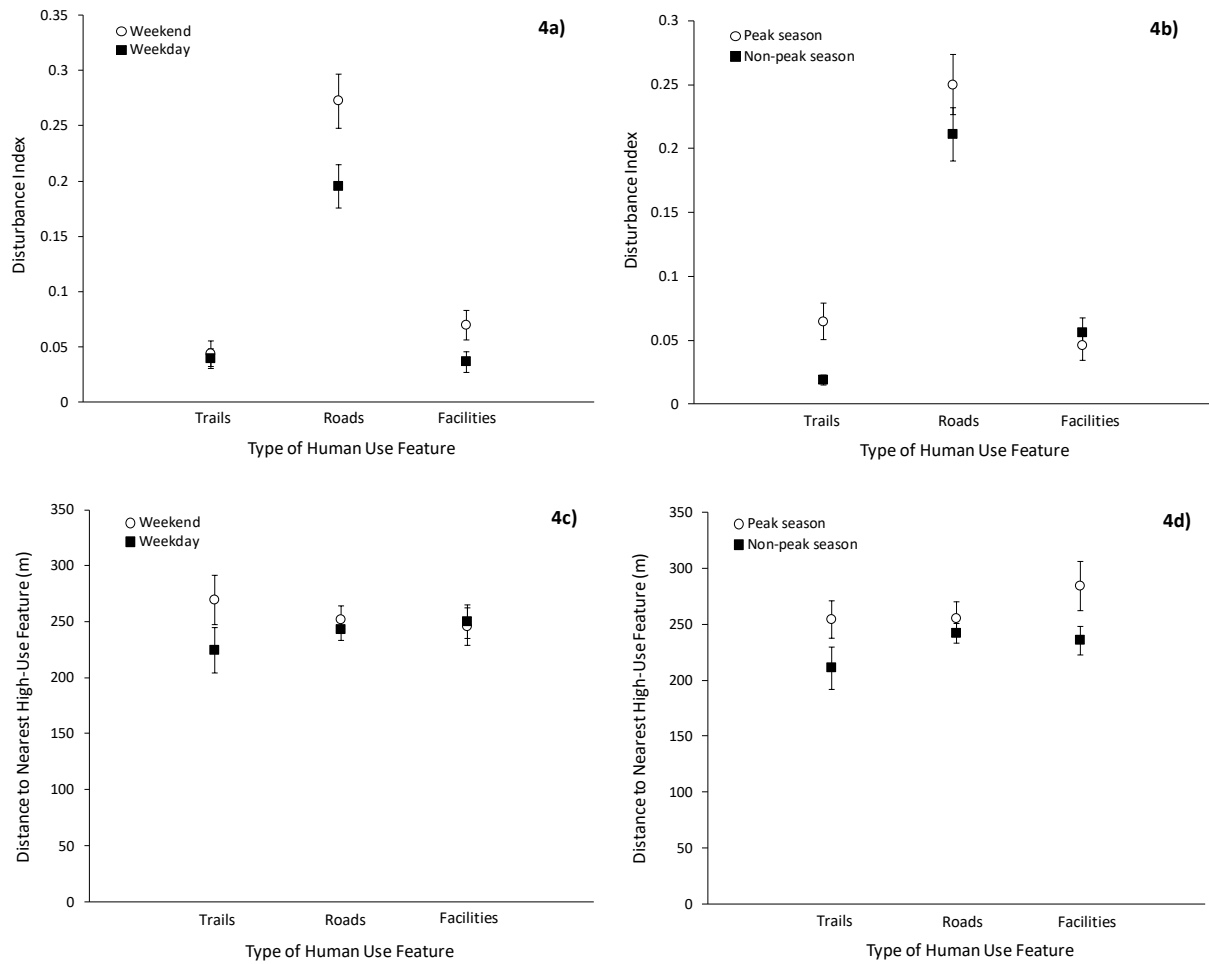 4a)
Weekend
Weekday
0.35
0.3
0.25
0.2
0.15
0.1
0.05
0
Disturbance Index
Trails Roads Facilities
Type of Human Use Feature
4b)
Peak season
Non-peak season
0.3
0.25
0.2
0.15
0.1
0.05
0
Disturbance Index
Trails Roads Facilities
Type of Human Use Feature
4c)
Weekend
Weekday
350
300
250
200
150
100
50
0
Distance to Nearest High-Use Feature (m)
Trails Roads Facilities
Type of Human Use Feature
4d)
Peak season
Non-peak season
350
300
250
200
150
100
50
0
Distance to Nearest High-Use Feature (m)
Trails Roads Facilities
Type of Human Use Feature